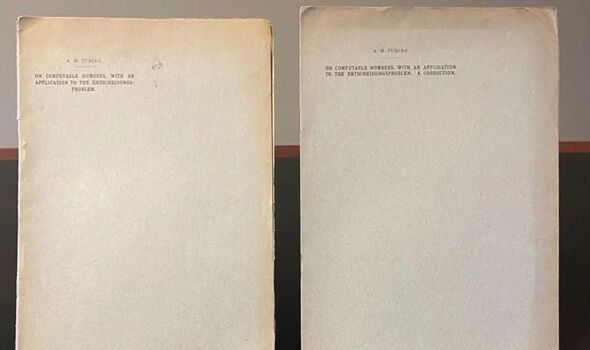 A. M. TURING.
ON COMPUTABLE NUMBERS, WITH AN
APPLICATION TO THE ENTSCHEIDUNGS-
PROBLEM.
A. M. TURING
ON COMPUTABLE NUMBERS, WITH AN APPLICATION
TO THE ENTSCHEIDUNGSPROBLEM. A CORRECTION.